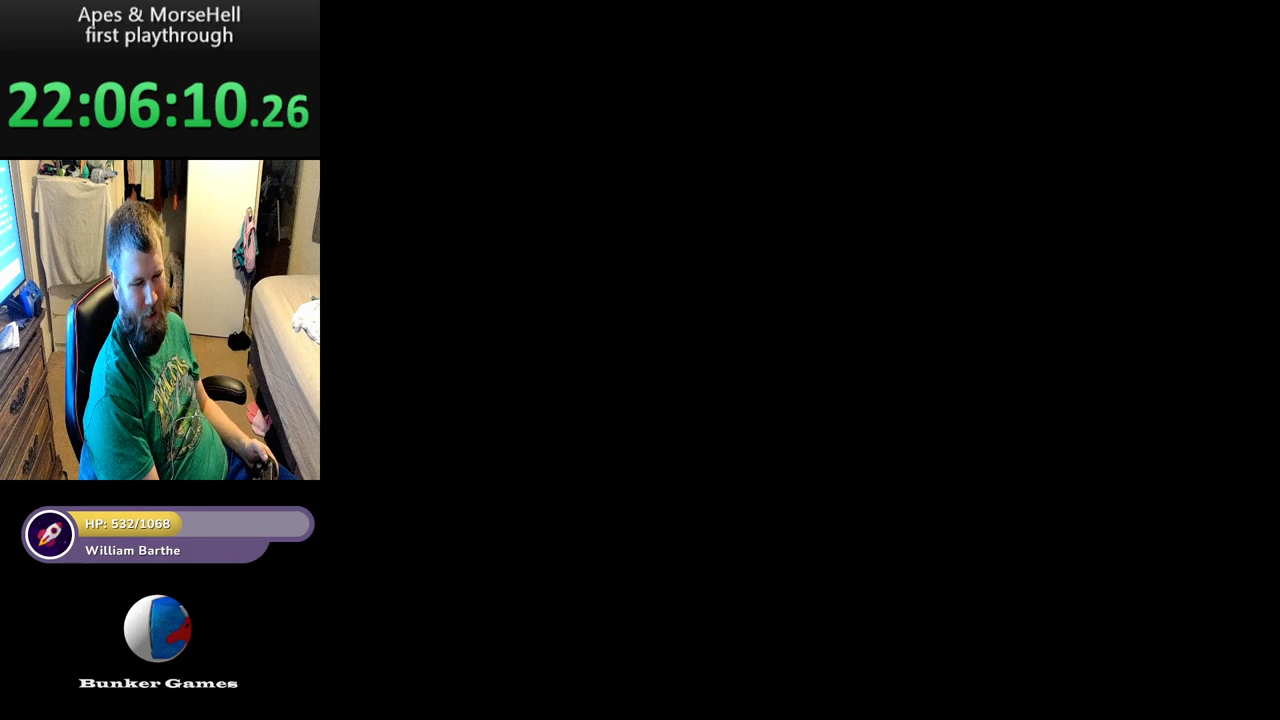 Apes & MorseHell
first playthrough
22:06:10.26
HP: 532/1068
William Barthe
Bunker Games